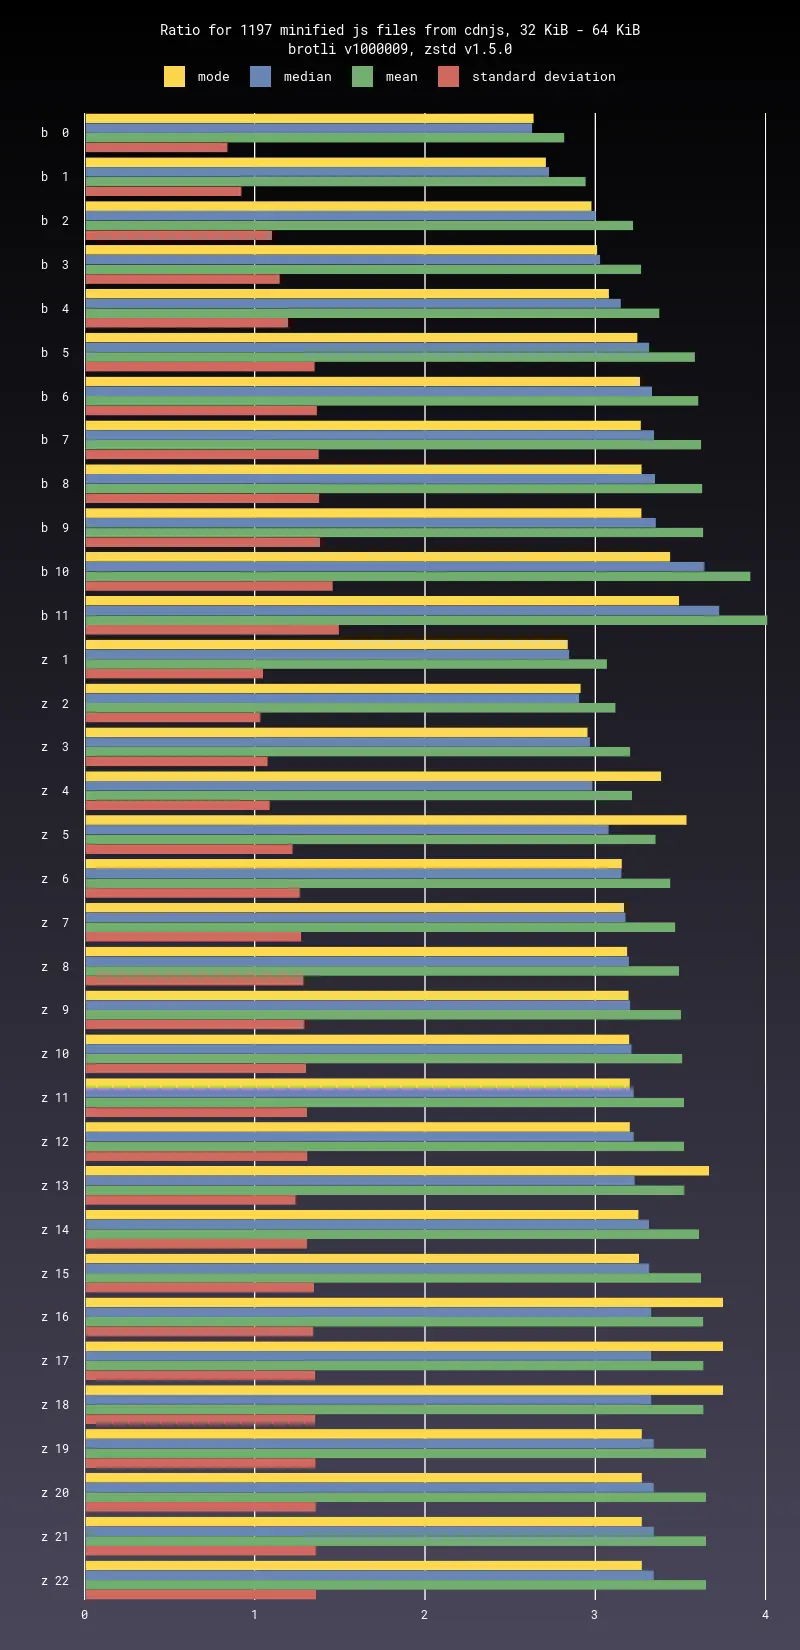 Ratio for 1197 minified js files from cdnjs, 32 KiB - 64 KiB
brotli v1000009, zstd v1.5.0
mode median mean standard deviation
b 0
b 1
b 2
b 3
b 4
b 5
b 6
b 7
b 8
b 9
b 10
b 11
z 1
z 2
z 3
z 4
z 5
z 6
z 7
z 8
z 9
z 10
z 11
z 12
z 13
z 14
z 15
z 16
z 17
z 18
z 19
z 20
z 21
z 22
0 1 2 3 4